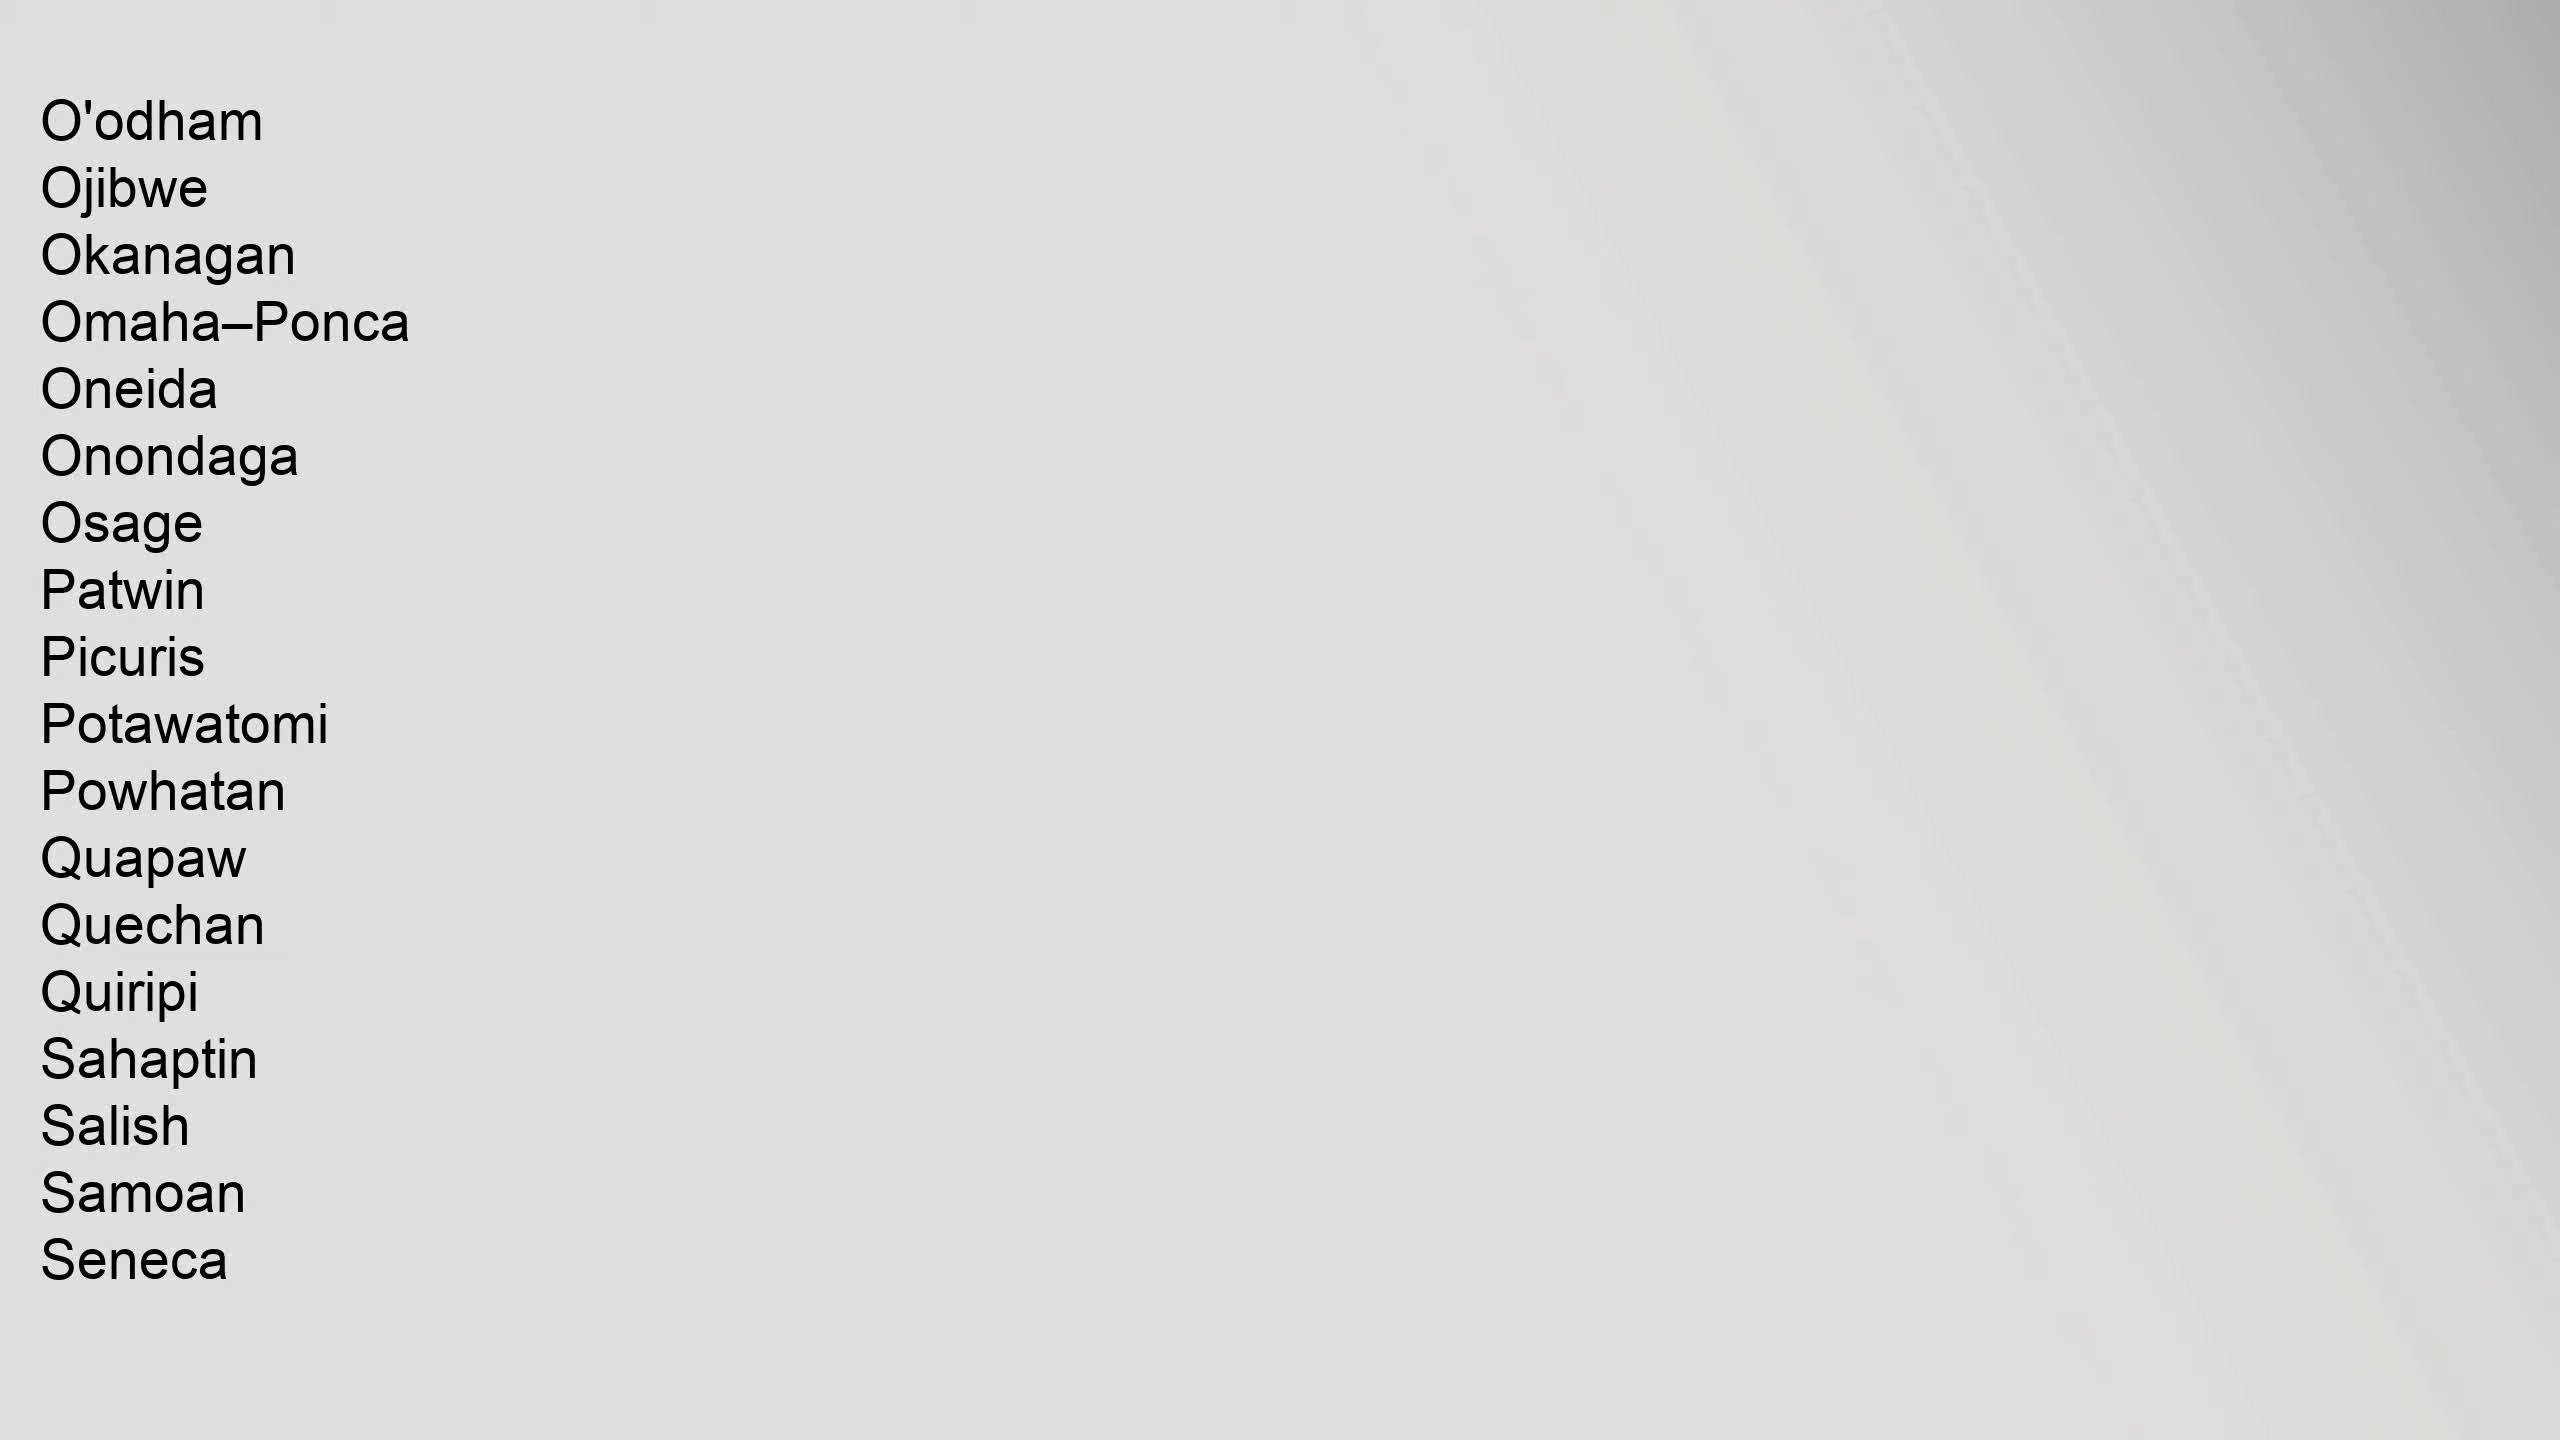 O'odham
Ojibwe
Okanagan
Omaha–Ponca
Oneida
Onondaga
Osage
Patwin
Picuris
Potawatomi
Powhatan
Quapaw
Quechan
Quiripi
Sahaptin
Salish
Samoan
Seneca